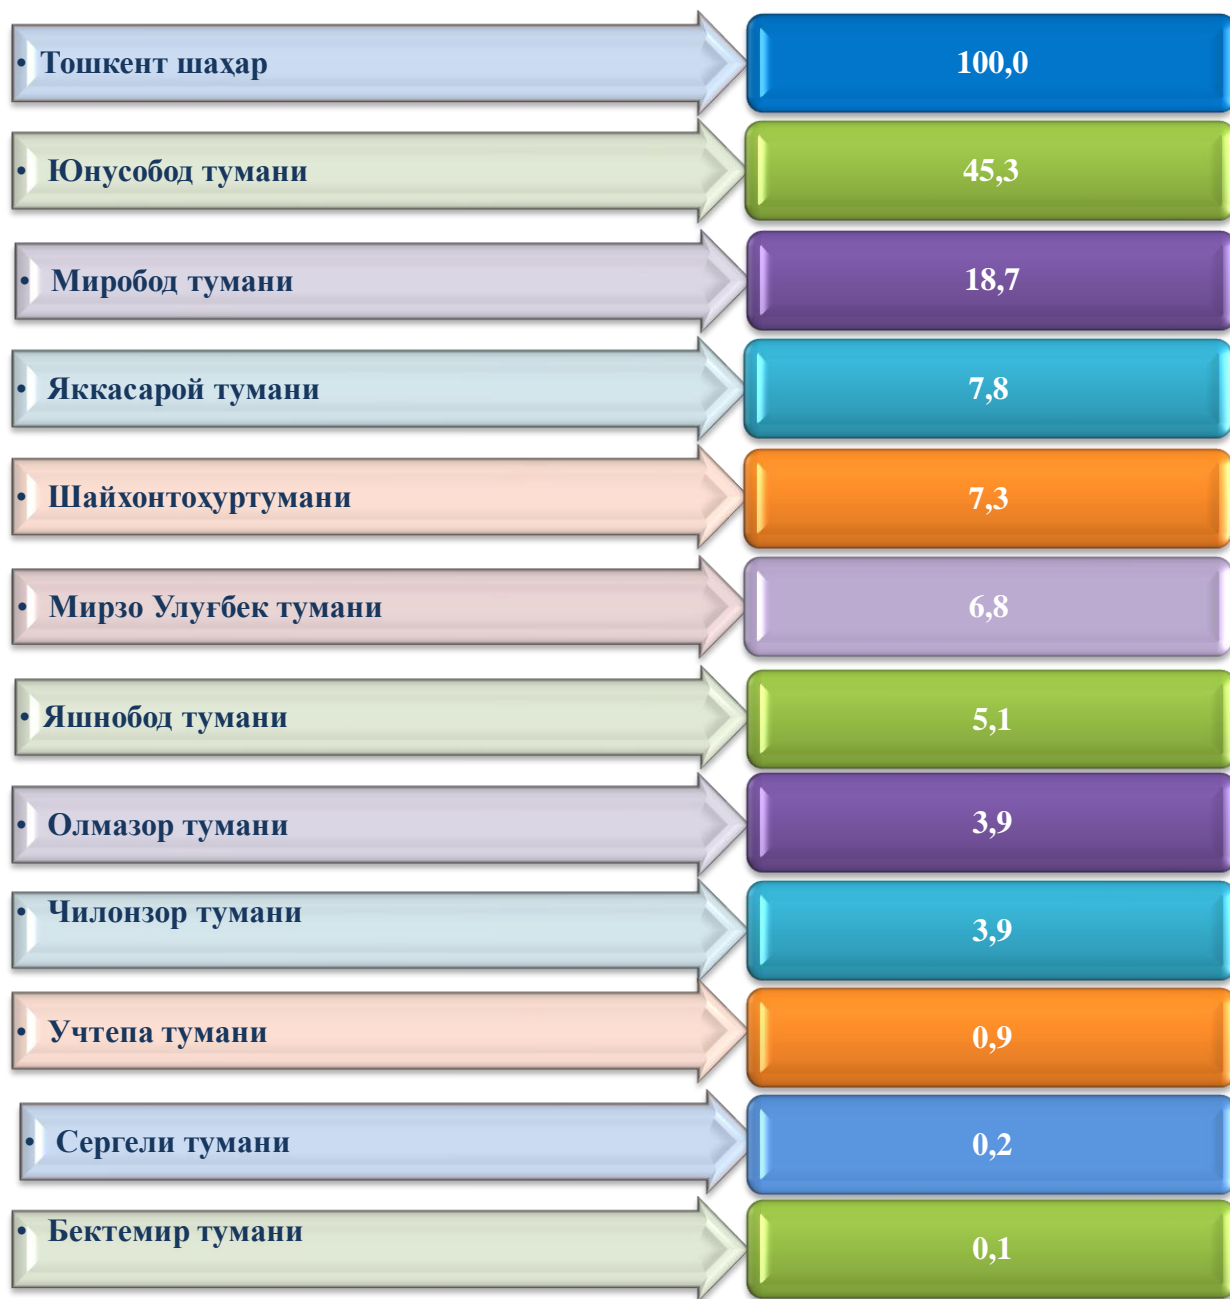 • Тошкент шаҳар
100,0
• Юнусобод тумани
45,3
• Миробод тумани
18,7
• Яккасарой тумани
7,8
• Шайхонтоҳуртумани
7,3
• Мирзо Улуғбек тумани
6,8
• Яшнобод тумани
5,1
• Олмазор тумани
3,9
• Чилонзор тумани
3,9
• Учтепа тумани
0,9
• Сергели тумани
0,2
• Бектемир тумани
0,1